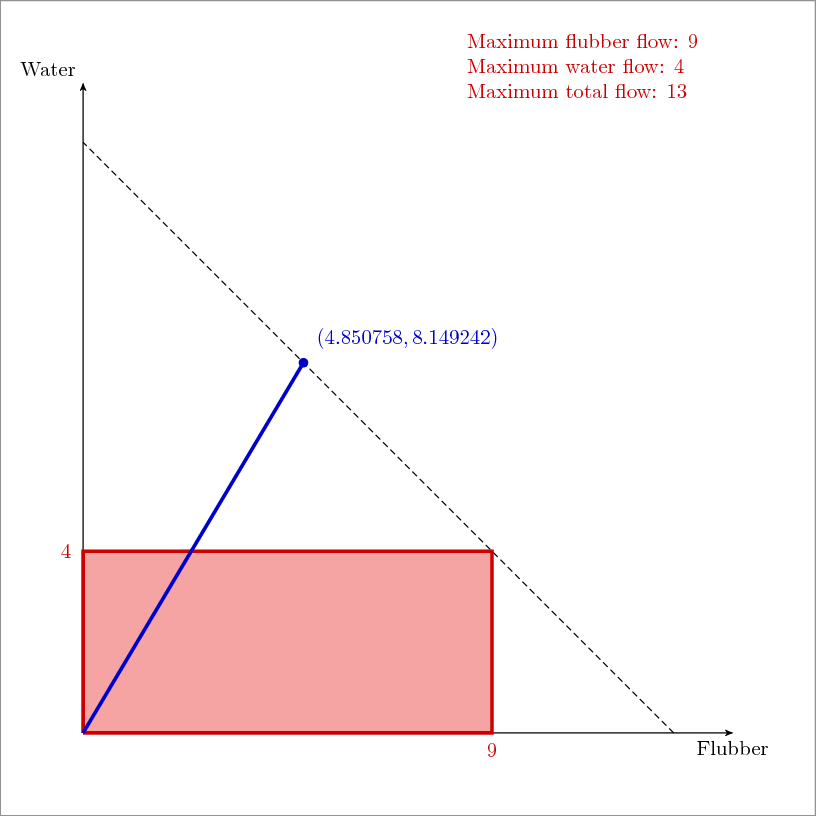 Maximum flubber flow: 9
Maximum water flow: 4
Maximum total flow: 13
Water
(4.850758, 8.149242)
4
9
Flubber